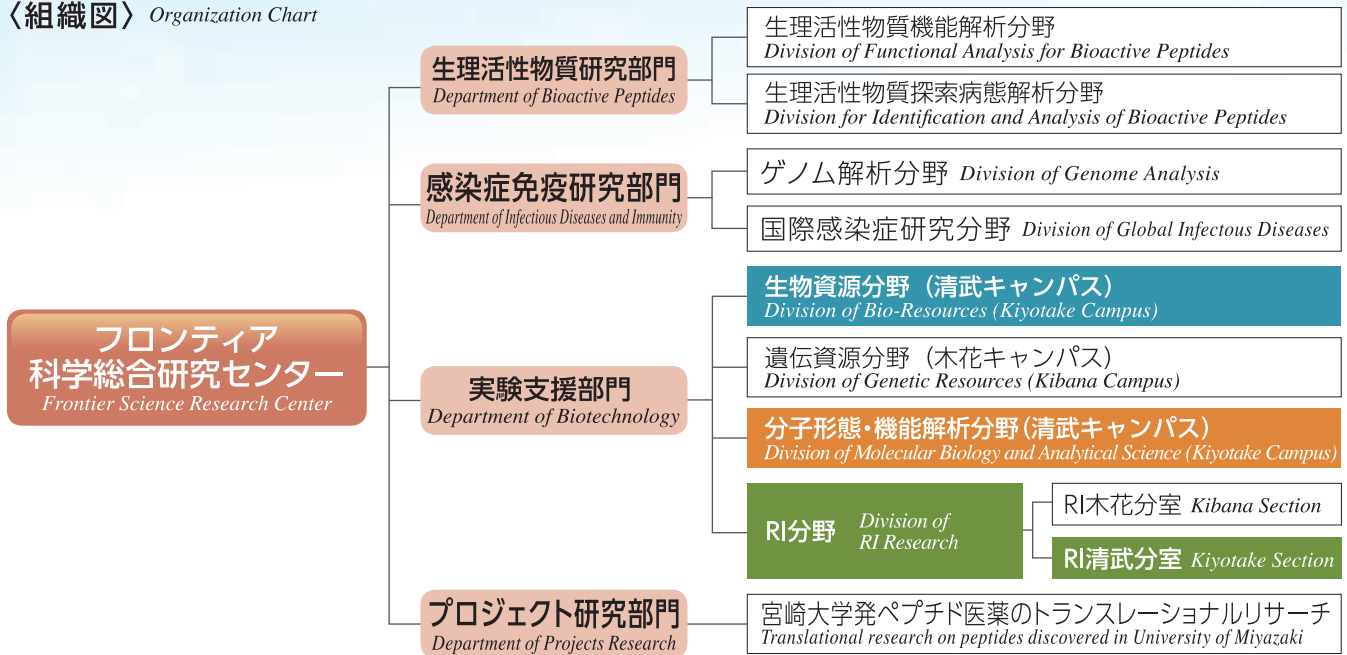 〈組織図〉 Organization Chart
生理活性物質研究部門
Department of Bioactive Peptides
生理活性物質機能解析分野
Division of Functional Analysis for Bioactive Peptides
生理活性物質探索病態解析分野
Division for Identification and Analysis of Bioactive Peptides
感染症免疫研究部門
Department of Infectious Diseases and Immunity
ゲノム解析分野 Division of Genome Analysis
国際感染症研究分野 Division of Global Infectous Diseases
フロンティア
科学総合研究センター
Frontier Science Research Center
実験支援部門
Department of Biotechnology
生物資源分野（清武キャンパス）
Division of Bio-Resources (Kiyotake Campus)
遺伝資源分野（木花キャンパス）
Division of Genetic Resources (Kibana Campus)
分子形態・機能解析分野（清武キャンパス）
Division of Molecular Biology and Analytical Science (Kiyotake Campus)
RI分野 Division of
RI Research
RI木花分室 Kibana Section
RI清武分室 Kiyotake Section
プロジェクト研究部門
Department of Projects Research
宮崎大学発ペプチド医薬のトランスレーショナルリサーチ
Translational research on peptides discovered in University of Miyazaki